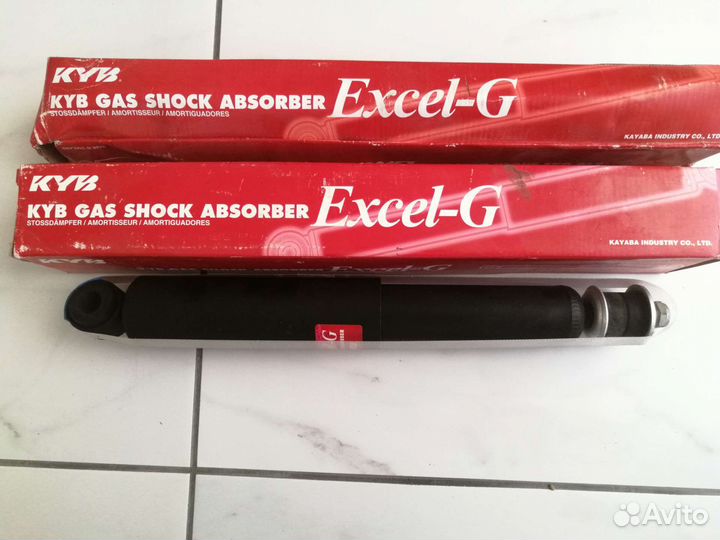 KYB
KYB GAS SHOCK ABSORBER Excel-G
STOSSDÄMPFER / AMORTISSEUR / AMORTIGUADORES
KAYABA INDUSTRY CO., LTD.
KYB
KYB GAS SHOCK ABSORBER Excel-G
STOSSDÄMPFER / AMORTISSEUR / AMORTIGUADORES
KAYABA INDUSTRY CO., LTD.
Avito